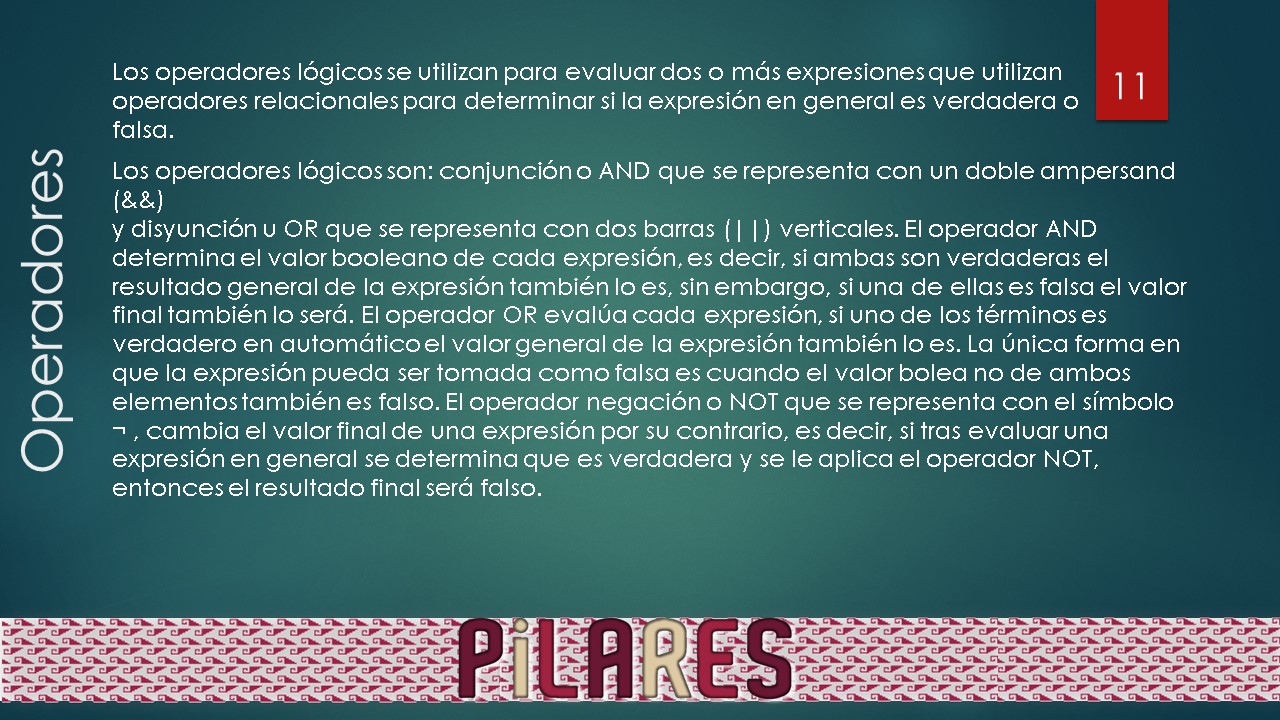 Operadores
11
Los operadores lógicos se utilizan para evaluar dos o más expresiones que utilizan
operadores relacionales para determinar si la expresión en general es verdadera o
falsa.
Los operadores lógicos son: conjunción o AND que se representa con un doble ampersand
(&&)
y disyunción u OR que se representa con dos barras (||) verticales. El operador AND
determina el valor booleano de cada expresión, es decir, si ambas son verdaderas el
resultado general de la expresión también lo es, sin embargo, si una de ellas es falsa el valor
final también lo será. El operador OR evalúa cada expresión, si uno de los términos es
verdadero en automático el valor general de la expresión también lo es. La única forma en
que la expresión pueda ser tomada como falsa es cuando el valor bolea no de ambos
elementos también es falso. El operador negación o NOT que se representa con el símbolo
¬ , cambia el valor final de una expresión por su contrario, es decir, si tras evaluar una
expresión en general se determina que es verdadera y se le aplica el operador NOT,
entonces el resultado final será falso.
PiLARES